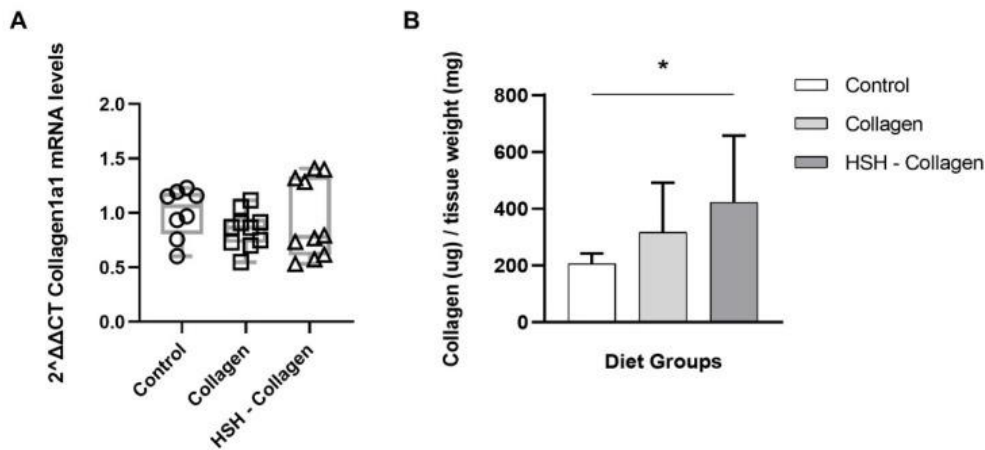 A
2^ΔΔCT Collagen1a1 mRNA levels
2.0
1.5
1.0
0.5
0.0
Control
Collagen
HSH - Collagen
B
Collagen (ug) / tissue weight (mg)
800
600
400
200
0
*
Diet Groups
Control
Collagen
HSH - Collagen